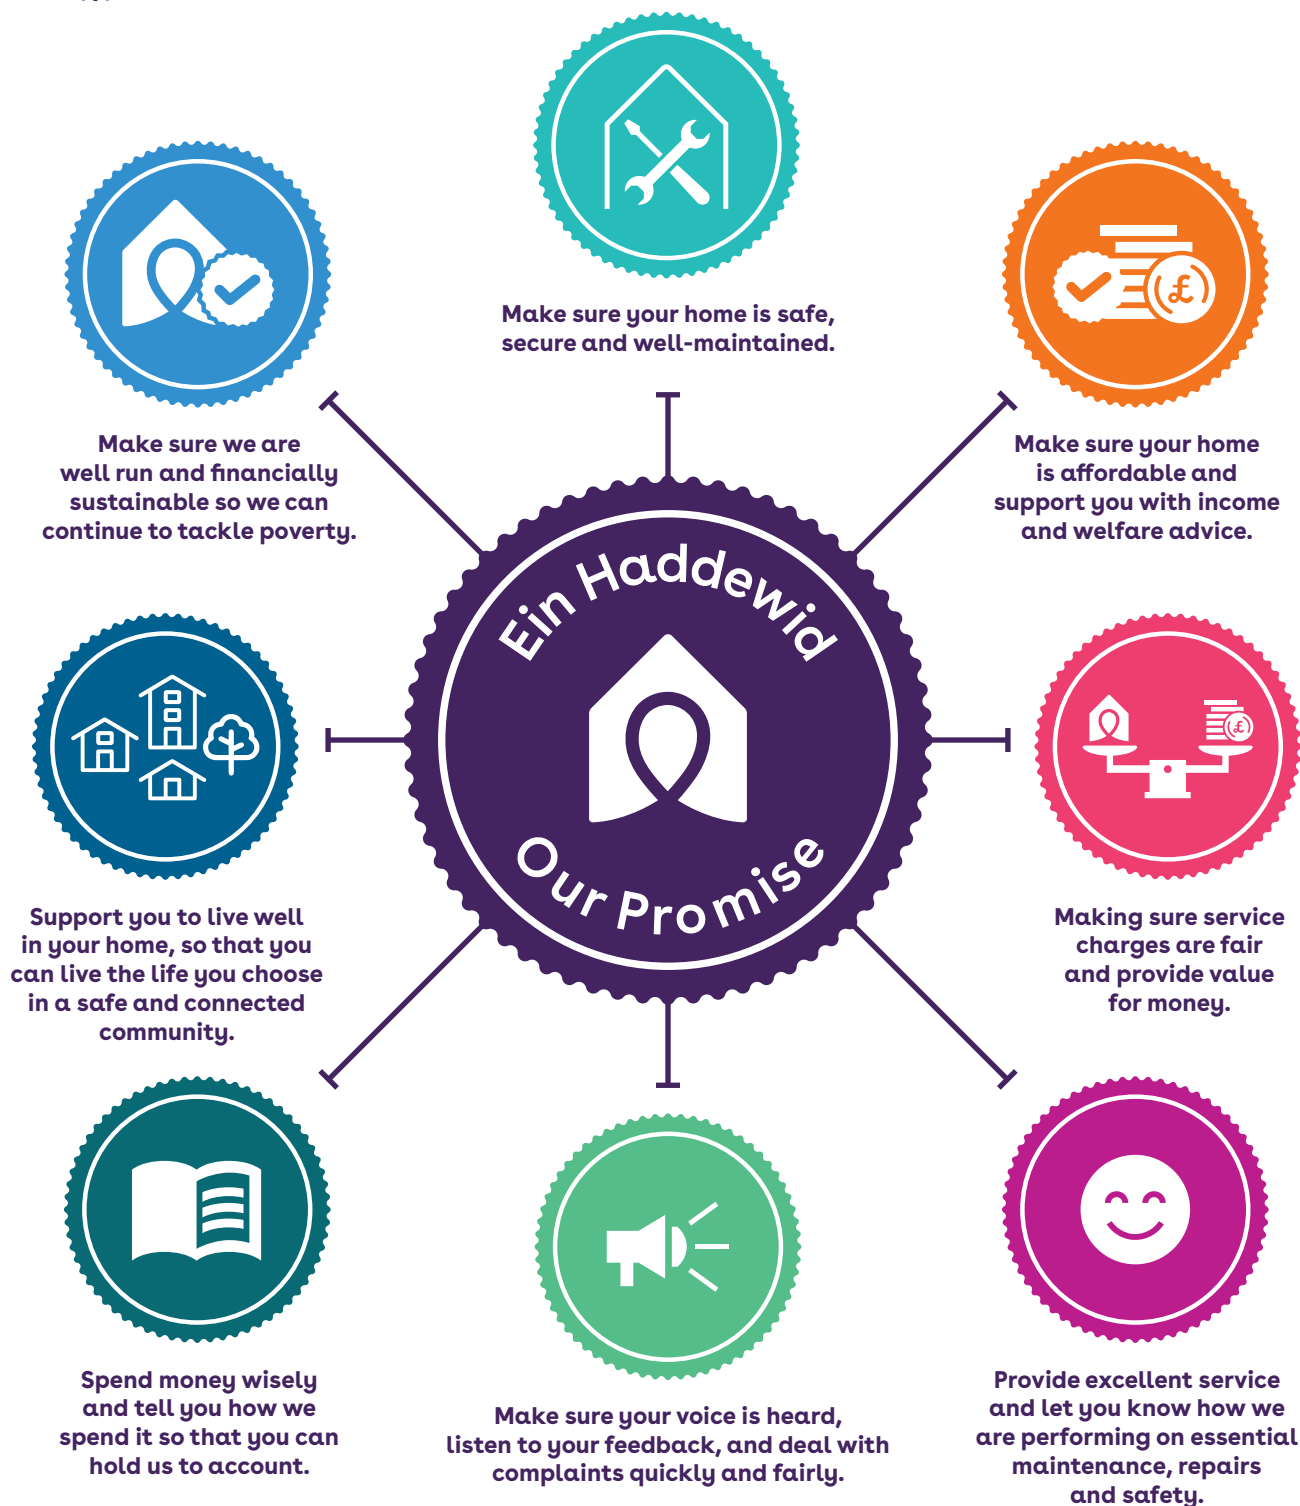 Make sure your home is safe,
secure and well-maintained.
£
Make sure your home
is affordable and
support you with income
and welfare advice.
£
Making sure service
charges are fair
and provide value
for money.
Provide excellent service
and let you know how we
are performing on essential
maintenance, repairs
and safety.
Make sure your voice is heard,
listen to your feedback, and deal with
complaints quickly and fairly.
Spend money wisely
and tell you how we
spend it so that you can
hold us to account.
Support you to live well
in your home, so that you
can live the life you choose
in a safe and connected
community.
Make sure we are
well run and financially
sustainable so we can
continue to tackle poverty.
Ein Haddewid
Our Promise